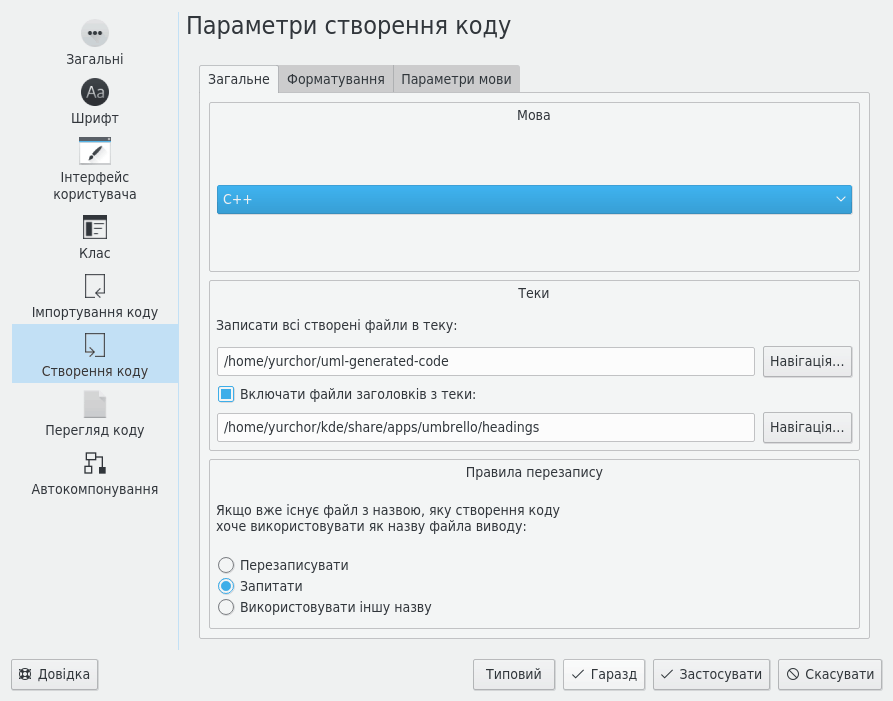 Параметри створення коду
Загальні
Шрифт
Інтерфейс
користувача
Клас
Імпортування коду
Створення коду
Перегляд коду
Автокомпонування
Загальне
Форматування
Параметри мови
Мова
C++
Теки
Записати всі створені файли в теку:
/home/yurchor/uml-generated-code
Навігація...
Включати файли заголовків з теки:
/home/yurchor/kde/share/apps/umbrello/headings
Навігація...
Правила перезапису
Якщо вже існує файл з назвою, яку створення коду
хоче використовувати як назву файла виводу:
Перезаписувати
Запитати
Використовувати іншу назву
Довідка
Типовий
Гаразд
Застосувати
Скасувати